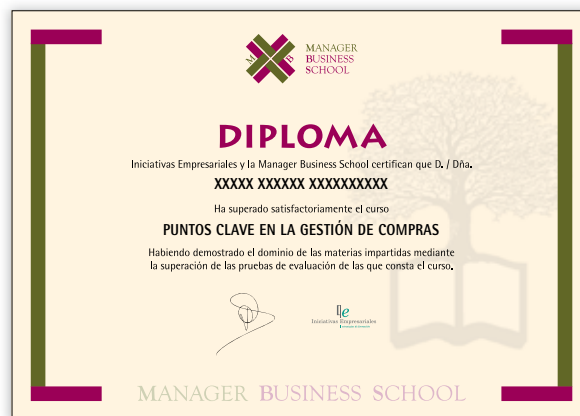 M B
MANAGER
BUSINESS
SCHOOL
DIPLOMA
Iniciativas Empresariales y la Manager Business School certifican que D. / Dña.
XXXXX XXXXXX XXXXXXXXXX
Ha superado satisfactoriamente el curso
PUNTOS CLAVE EN LA GESTIÓN DE COMPRAS
Habiendo demostrado el dominio de las materias impartidas mediante
la superación de las pruebas de evaluación de las que consta el curso.
Iniciativas Empresariales
MANAGER BUSINESS SCHOOL